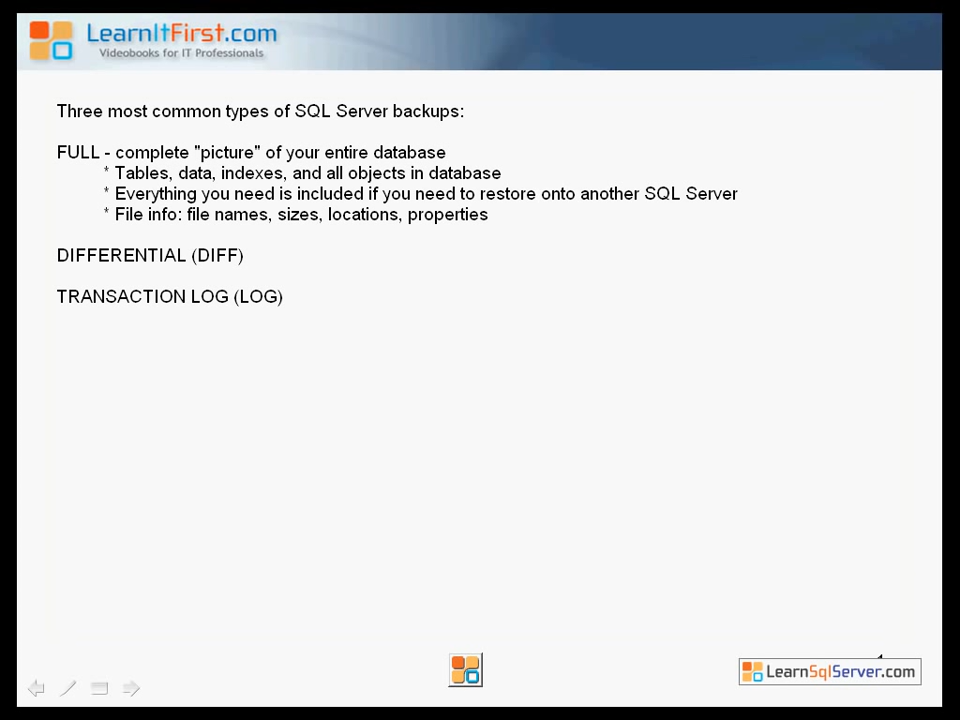 LearnItFirst.com
Videobooks for IT Professionals
Three most common types of SQL Server backups:
FULL - complete "picture" of your entire database
* Tables, data, indexes, and all objects in database
* Everything you need is included if you need to restore onto another SQL Server
* File info: file names, sizes, locations, properties
DIFFERENTIAL (DIFF)
TRANSACTION LOG (LOG)
LearnSqlServer.com